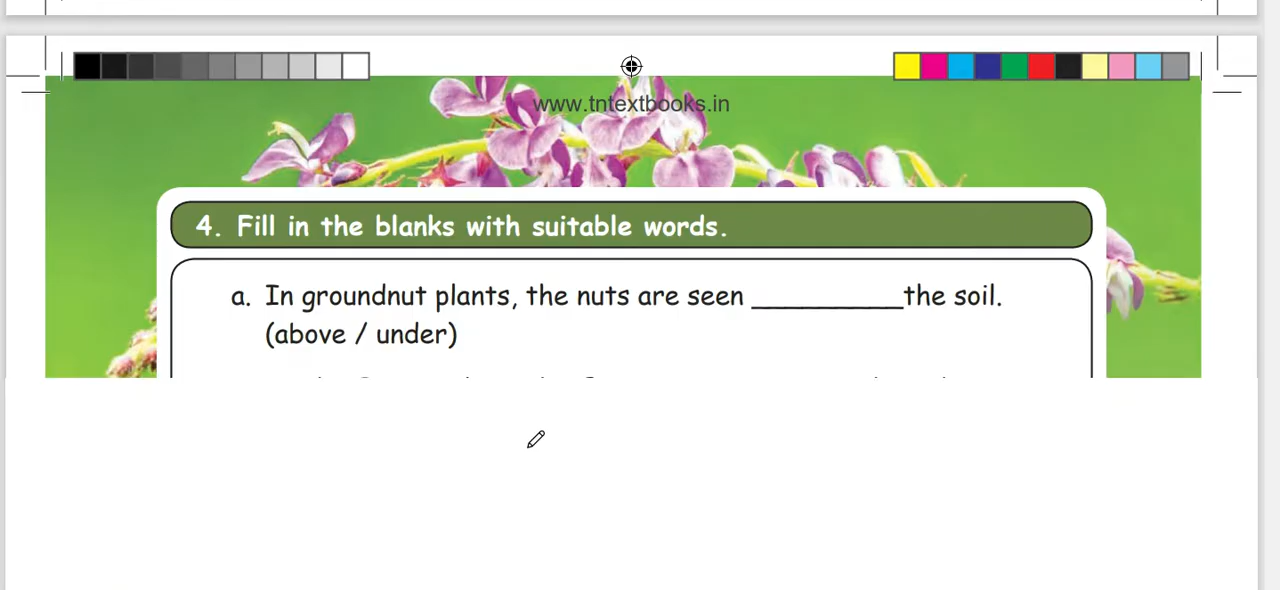 www.tntextbooks.in
4. Fill in the blanks with suitable words.
a. In groundnut plants, the nuts are seen _________the soil.
(above / under)